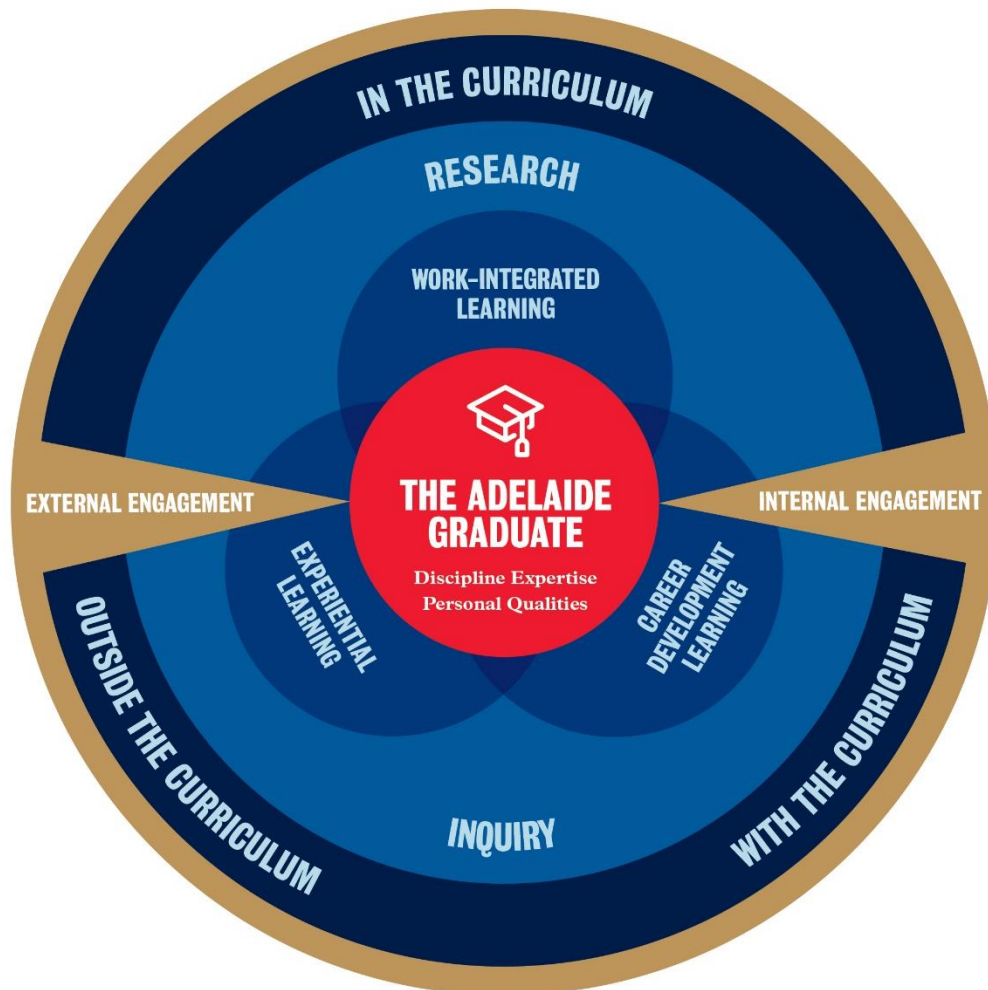 IN THE CURRICULUM
RESEARCH
WORK-INTEGRATED
LEARNING
THE ADELAIDE
GRADUATE
Discipline Expertise
Personal Qualities
EXTERNAL ENGAGEMENT
INTERNAL ENGAGEMENT
EXPERIENTIAL
LEARNING
CAREER
DEVELOPMENT
LEARNING
OUTSIDE THE CURRICULUM
WITH THE CURRICULUM
INQUIRY